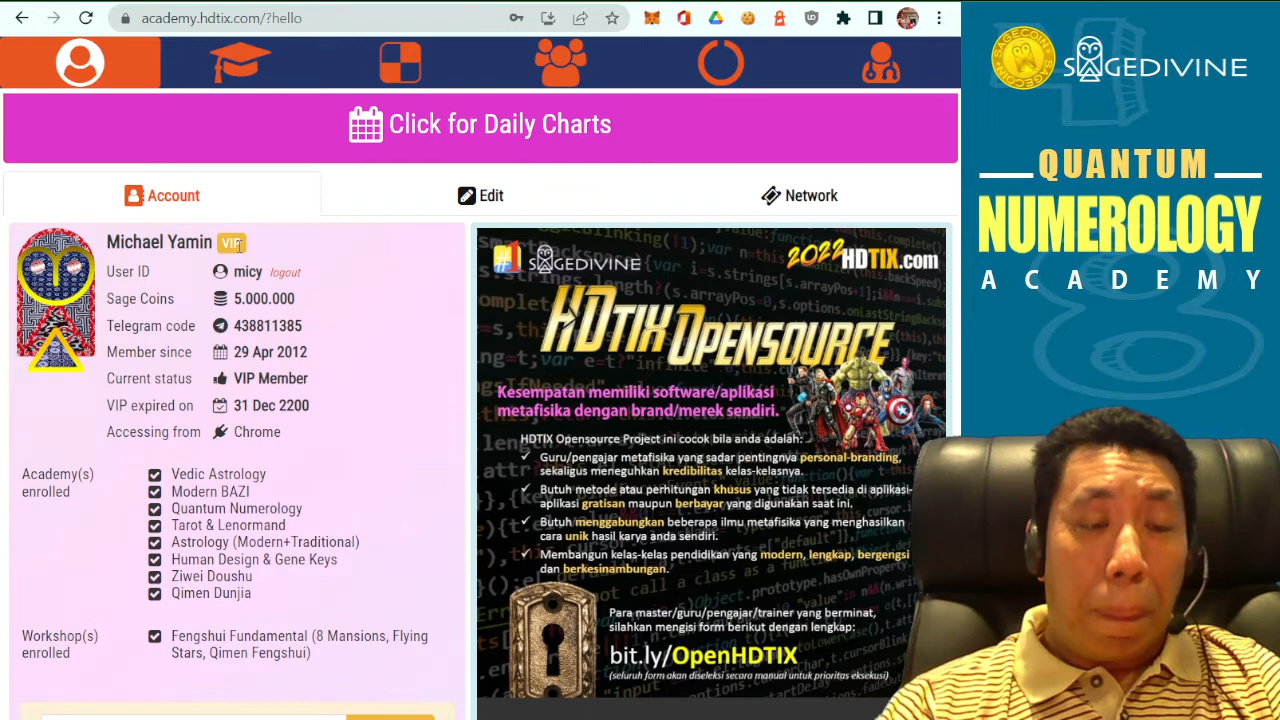 academy.hdtix.com/?hello
Click for Daily Charts
Account
Edit
Network
Michael Yamin VIP
User ID micy logout
Sage Coins 5.000.000
Telegram code 438811385
Member since 29 Apr 2012
Current status VIP Member
VIP expired on 31 Dec 2200
Accessing from Chrome
Academy(s)
enrolled
Vedic Astrology
Modern BAZI
Quantum Numerology
Tarot & Lenormand
Astrology (Modern+Traditional)
Human Design & Gene Keys
Ziwei Doushu
Qimen Dunjia
Workshop(s)
enrolled
Fengshui Fundamental (8 Mansions, Flying
Stars, Qimen Fengshui)
#1 SAGEDIVINE
2022 HDTIX.com
HDTIX OPENSOURCE
Kesempatan memiliki software/aplikasi
metafisika dengan brand/merek sendiri.
HDTIX Opensource Project ini cocok bila anda adalah:
Guru/pengajar metafisika yang sadar pentingnya personal-branding,
sekaligus meneguhkan kredibilitas kelas-kelasnya.
Butuh metode atau perhitungan khusus yang tidak tersedia di aplikasi-
aplikasi gratisan maupun berbayar yang digunakan saat ini.
Butuh menggabungkan beberapa ilmu metafisika yang menghasilkan
cara unik hasil karya anda sendiri.
Membangun kelas-kelas pendidikan yang modern, lengkap, bergengsi
dan berkesinambungan.
Para master/guru/pengajar/trainer yang berminat,
silahkan mengisi form berikut dengan lengkap:
bit.ly/OpenHDTIX
(seluruh form akan diseleksi secara manual untuk prioritas eksekusi)
SAGECOIN
SAGECOIN
SAGEDIVINE
QUANTUM
NUMEROLOGY
ACADEMY